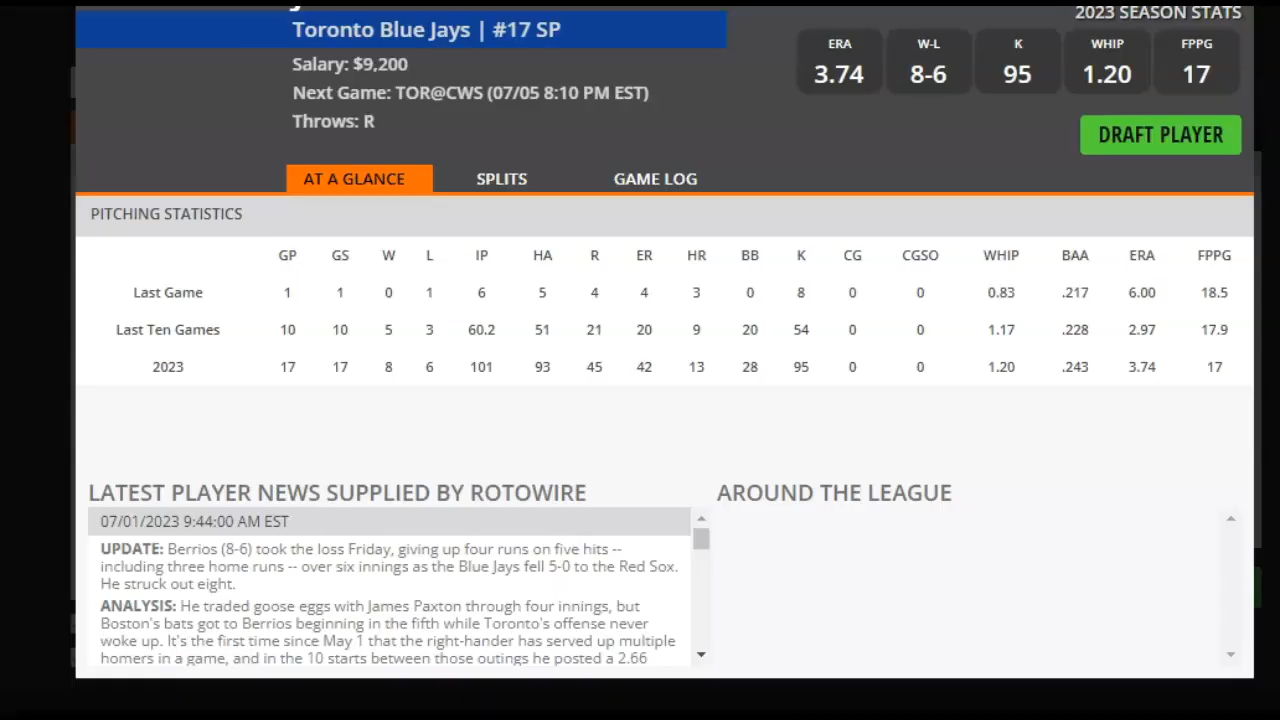 2023 SEASON STATS
Toronto Blue Jays | #17 SP
Salary: $9,200
Next Game: TOR@CWS (07/05 8:10 PM EST)
Throws: R
ERA W-L K WHIP FPPG
3.74 8-6 95 1.20 17
DRAFT PLAYER
AT A GLANCE SPLITS GAME LOG
PITCHING STATISTICS
GP GS W L IP HA R ER HR BB K CG CGSO WHIP BAA ERA FPPG
Last Game 1 1 0 1 6 5 4 4 3 0 8 0 0 0.83 .217 6.00 18.5
Last Ten Games 10 10 5 3 60.2 51 21 20 9 20 54 0 0 1.17 .228 2.97 17.9
2023 17 17 8 6 101 93 45 42 13 28 95 0 0 1.20 .243 3.74 17
LATEST PLAYER NEWS SUPPLIED BY ROTOWIRE
07/01/2023 9:44:00 AM EST
UPDATE: Berrios (8-6) took the loss Friday, giving up four runs on five hits --
including three home runs -- over six innings as the Blue Jays fell 5-0 to the Red Sox.
He struck out eight.
ANALYSIS: He traded goose eggs with James Paxton through four innings, but
Boston's bats got to Berrios beginning in the fifth while Toronto's offense never
woke up. It's the first time since May 1 that the right-hander has served up multiple
homers in a game, and in the 10 starts between those outings he posted a 2.66
AROUND THE LEAGUE